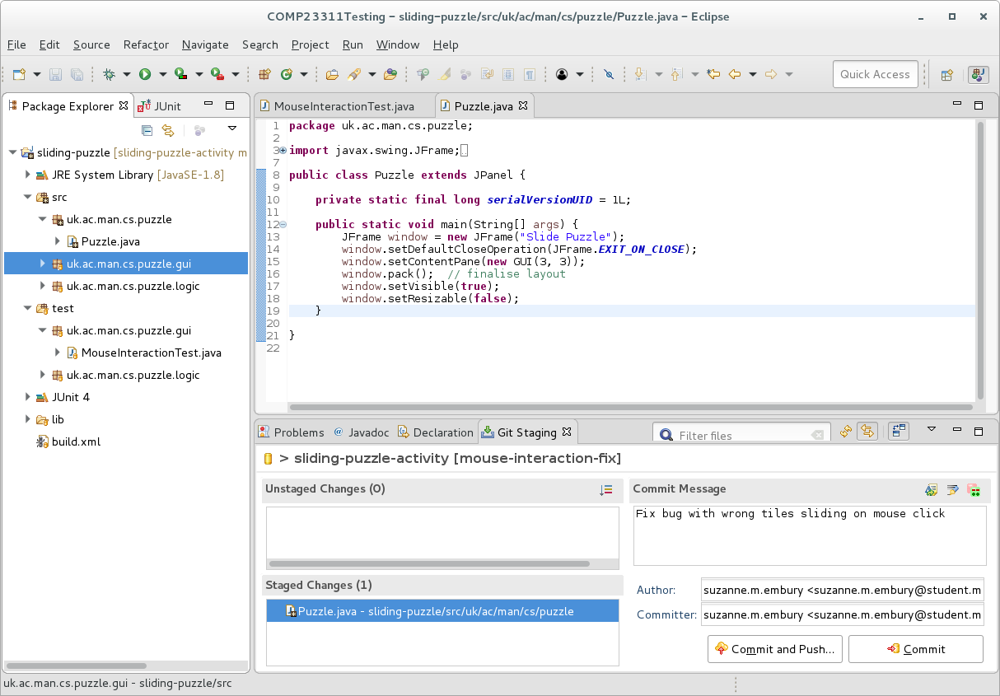 COMP23311Testing – sliding-puzzle/src/uk/ac/man/cs/puzzle/Puzzle.java – Eclipse
File Edit Source Refactor Navigate Search Project Run Window Help
Quick Access
Package Explorer JUnit
sliding-puzzle [sliding-puzzle-activity m
JRE System Library [JavaSE-1.8]
src
uk.ac.man.cs.puzzle
Puzzle.java
uk.ac.man.cs.puzzle.gui
uk.ac.man.cs.puzzle.logic
test
uk.ac.man.cs.puzzle.gui
MouseInteractionTest.java
uk.ac.man.cs.puzzle.logic
JUnit 4
lib
build.xml
MouseInteractionTest.java Puzzle.java
1 package uk.ac.man.cs.puzzle;
2
3 import javax.swing.JFrame;
7
8 public class Puzzle extends JPanel {
9
10 private static final long serialVersionUID = 1L;
11
12 public static void main(String[] args) {
13 JFrame window = new JFrame("Slide Puzzle");
14 window.setDefaultCloseOperation(JFrame.EXIT_ON_CLOSE);
15 window.setContentPane(new GUI(3, 3));
16 window.pack(); // finalise layout
17 window.setVisible(true);
18 window.setResizable(false);
19 }
20
21 }
22
Problems @ Javadoc Declaration Git Staging
Filter files
> sliding-puzzle-activity [mouse-interaction-fix]
Unstaged Changes (0)
Staged Changes (1)
Puzzle.java - sliding-puzzle/src/uk/ac/man/cs/puzzle
Commit Message
Fix bug with wrong tiles sliding on mouse click
Author: suzanne.m.embury <suzanne.m.embury@student.m
Committer: suzanne.m.embury <suzanne.m.embury@student.m
Commit and Push... Commit
uk.ac.man.cs.puzzle.gui - sliding-puzzle/src